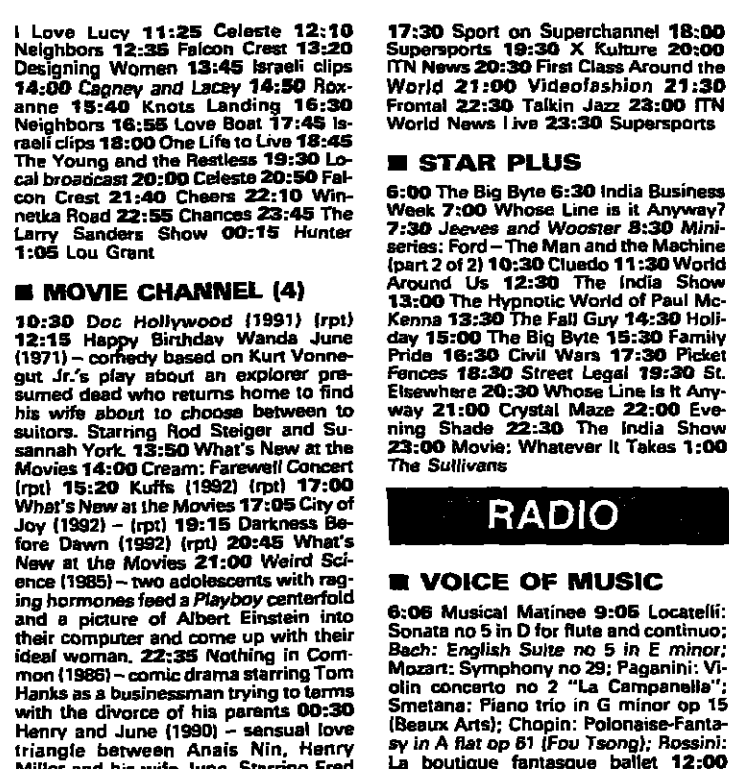 I Love Lucy 11:25 Celeste 12:10
Neighbors 12:35 Falcon Crest 13:20
Designing Women 13:45 Israeli clips
14:00 Cagney and Lacey 14:50 Rox-
anne 15:40 Knots Landing 16:30
Neighbors 16:55 Love Boat 17:45 Is-
raeli clips 18:00 One Life to Live 18:45
The Young and the Restless 19:30 Lo-
cal broadcast 20:00 Celeste 20:50 Fal-
con Crest 21:40 Cheers 22:10 Win-
netka Road 22:55 Chances 23:45 The
Larry Sanders Show 00:15 Hunter
1:05 Lou Grant
■ MOVIE CHANNEL (4)
10:30 Doc Hollywood (1991) (rpt)
12:15 Happy Birthday Wanda June
(1971) – comedy based on Kurt Vonne-
gut Jr.'s play about an explorer pre-
sumed dead who returns home to find
his wife about to choose between to
suitors. Starring Rod Steiger and Su-
sannah York. 13:50 What's New at the
Movies 14:00 Cream: Farewell Concert
(rpt) 15:20 Kuffs (1992) (rpt) 17:00
What's New at the Movies 17:05 City of
Joy (1992) – (rpt) 19:15 Darkness Be-
fore Dawn (1992) (rpt) 20:45 What's
New at the Movies 21:00 Weird Sci-
ence (1985) – two adolescents with rag-
ing hormones feed a Playboy centerfold
and a picture of Albert Einstein into
their computer and come up with their
ideal woman. 22:35 Nothing in Com-
mon (1986) – comic drama starring Tom
Hanks as a businessman trying to terms
with the divorce of his parents 00:30
Henry and June (1990) – sensual love
triangle between Anais Nin, Henry
Miller and his wife June. Starring Fred
17:30 Sport on Superchannel 18:00
Supersports 19:30 X Kulture 20:00
ITN News 20:30 First Class Around the
World 21:00 Videofashion 21:30
Frontal 22:30 Talkin Jazz 23:00 ITN
World News Live 23:30 Supersports
■ STAR PLUS
6:00 The Big Byte 6:30 India Business
Week 7:00 Whose Line is it Anyway?
7:30 Jeeves and Wooster 8:30 Mini-
series: Ford – The Man and the Machine
(part 2 of 2) 10:30 Cluedo 11:30 World
Around Us 12:30 The India Show
13:00 The Hypnotic World of Paul Mc-
Kenna 13:30 The Fall Guy 14:30 Holi-
day 15:00 The Big Byte 15:30 Family
Pride 16:30 Civil Wars 17:30 Picket
Fences 18:30 Street Legal 19:30 St.
Elsewhere 20:30 Whose Line Is It Any-
way 21:00 Crystal Maze 22:00 Eve-
ning Shade 22:30 The India Show
23:00 Movie: Whatever It Takes 1:00
The Sullivans
RADIO
■ VOICE OF MUSIC
6:06 Musical Matinee 9:05 Locatelli:
Sonata no 5 in D for flute and continuo;
Bach: English Suite no 5 in E minor;
Mozart: Symphony no 29; Paganini: Vi-
olin concerto no 2 "La Campanella";
Smetana: Piano trio in G minor op 15
(Beaux Arts); Chopin: Polonaise-Fanta-
sy in A flat op 61 (Fou Tsong); Rossini:
La boutique fantasque ballet 12:00